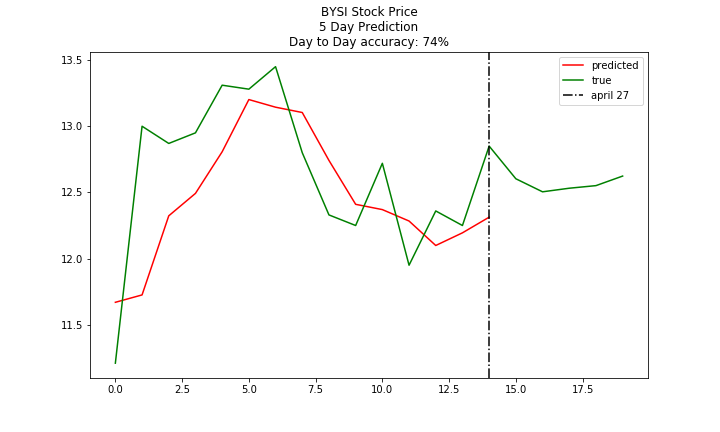 BYSI Stock Price
5 Day Prediction
Day to Day accuracy: 74%
predicted
true
april 27
13.5
13.0
12.5
12.0
11.5
0.0 2.5 5.0 7.5 10.0 12.5 15.0 17.5